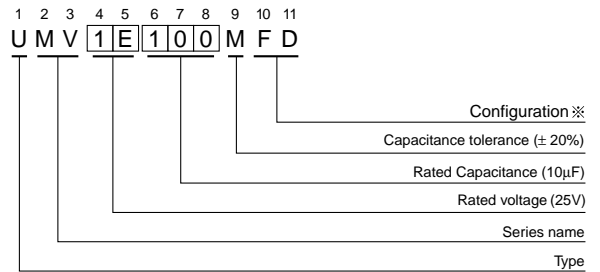 1 2 3 4 5 6 7 8 9 10 11
U M V 1 E 1 0 0 M F D
Configuration※
Capacitance tolerance (± 20%)
Rated Capacitance (10μF)
Rated voltage (25V)
Series name
Type